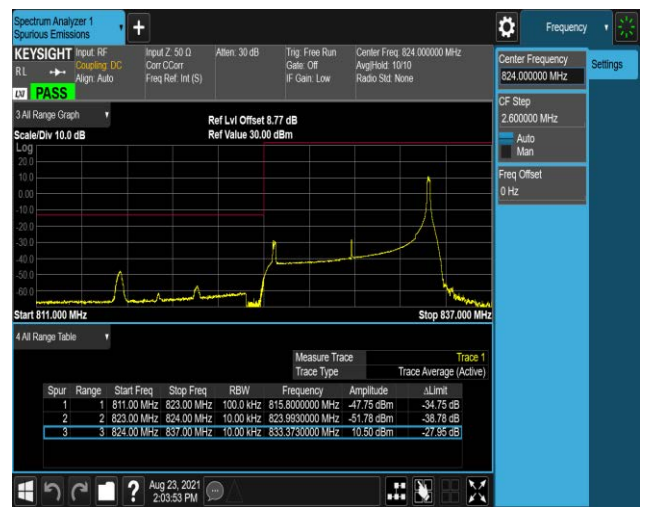 Spectrum Analyzer 1
Spurious Emissions
Frequency
KEYSIGHT
Input: RF
Coupling: DC
Align: Auto
Input Z: 50 Ω
Corr CCorr
Freq Ref: Int (S)
Atten: 30 dB
Trig: Free Run
Gate: Off
IF Gain: Low
Center Freq: 824.000000 MHz
Avg|Hold: 10/10
Radio Std: None
RL
LXI
PASS
Center Frequency
824.000000 MHz
Settings
CF Step
2.600000 MHz
Auto
Man
Freq Offset
0 Hz
3 All Range Graph
Scale/Div 10.0 dB
Ref Lvl Offset 8.77 dB
Ref Value 30.00 dBm
Log
20.0
10.0
0.00
-10.0
-20.0
-30.0
-40.0
-50.0
-60.0
Start 811.000 MHz
Stop 837.000 MHz
4 All Range Table
Measure Trace Trace 1
Trace Type Trace Average (Active)
Spur Range Start Freq Stop Freq RBW Frequency Amplitude ΔLimit
1 1 811.00 MHz 823.00 MHz 100.0 kHz 815.8000000 MHz -47.75 dBm -34.75 dB
2 2 823.00 MHz 824.00 MHz 10.00 kHz 823.9930000 MHz -51.78 dBm -38.78 dB
3 3 824.00 MHz 837.00 MHz 10.00 kHz 833.3730000 MHz 10.50 dBm -27.95 dB
?
Aug 23, 2021
2:03:53 PM